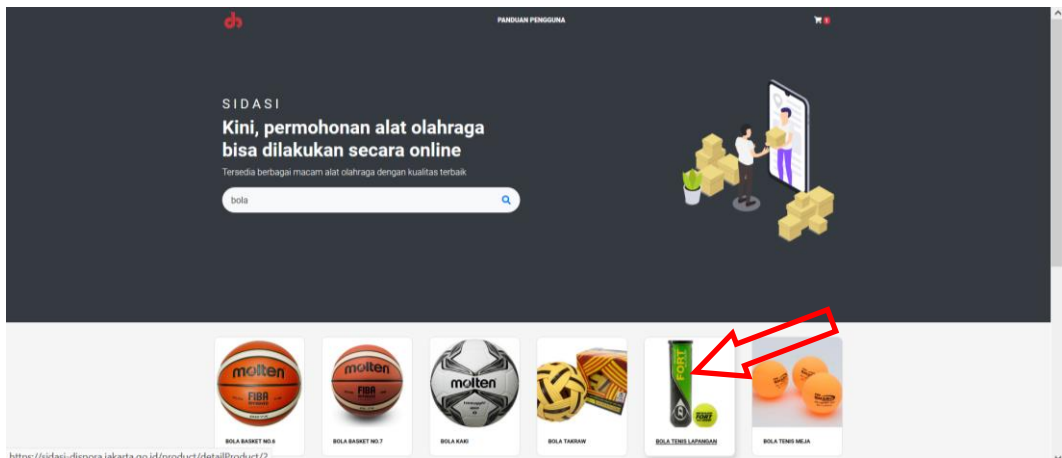 PANDUAN PENGGUNA
SIDASI
Kini, permohonan alat olahraga
bisa dilakukan secara online
Tersedia berbagai macam alat olahraga dengan kualitas terbaik
bola
molten
FIBA
molten
FIBA
molten
FORT
FORT
BOLA BASKET NO.6
BOLA BASKET NO.7
BOLA KAKI
BOLA TAKRAW
BOLA TENIS LAPANGAN
BOLA TENIS MEJA
https://sidasi-dispora.jakarta.go.id/product/detailProduct/2